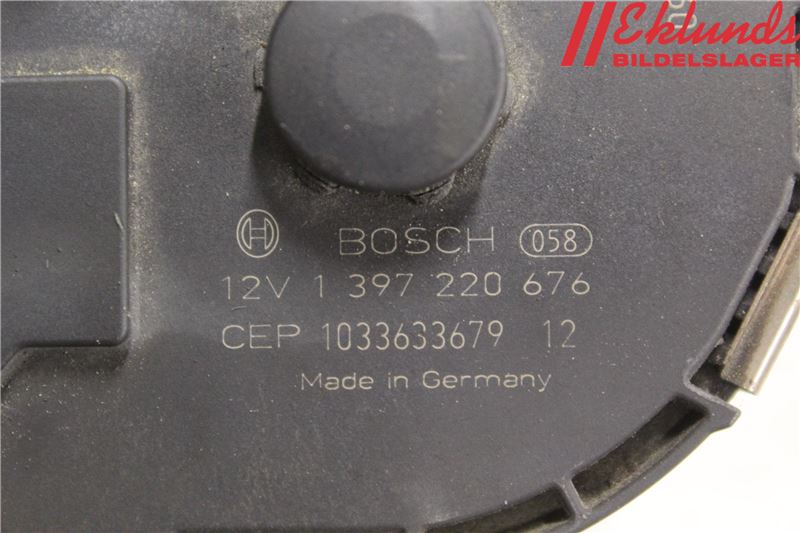 Eklunds
BILDELSLAGER
BOSCH 058
12V 1 397 220 676
CEP 1033633679 12
Made in Germany